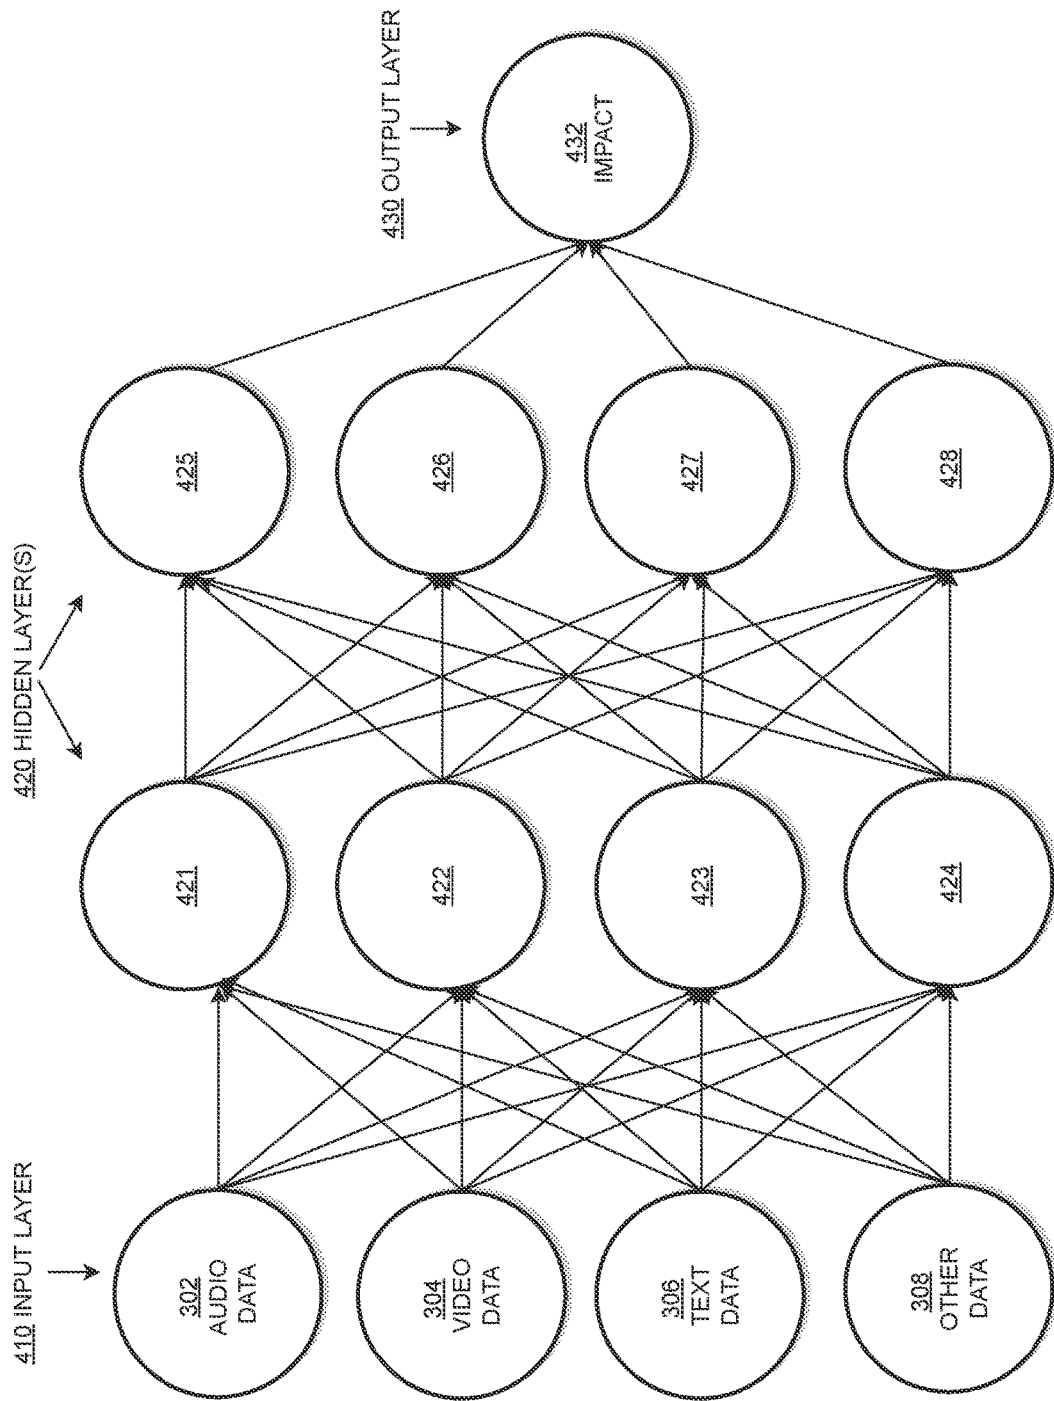 410 INPUT LAYER
420 HIDDEN LAYER(S)
430 OUTPUT LAYER
302
AUDIO
DATA
304
VIDEO
DATA
306
TEXT
DATA
308
OTHER
DATA
421
422
423
424
425
426
427
428
432
IMPACT